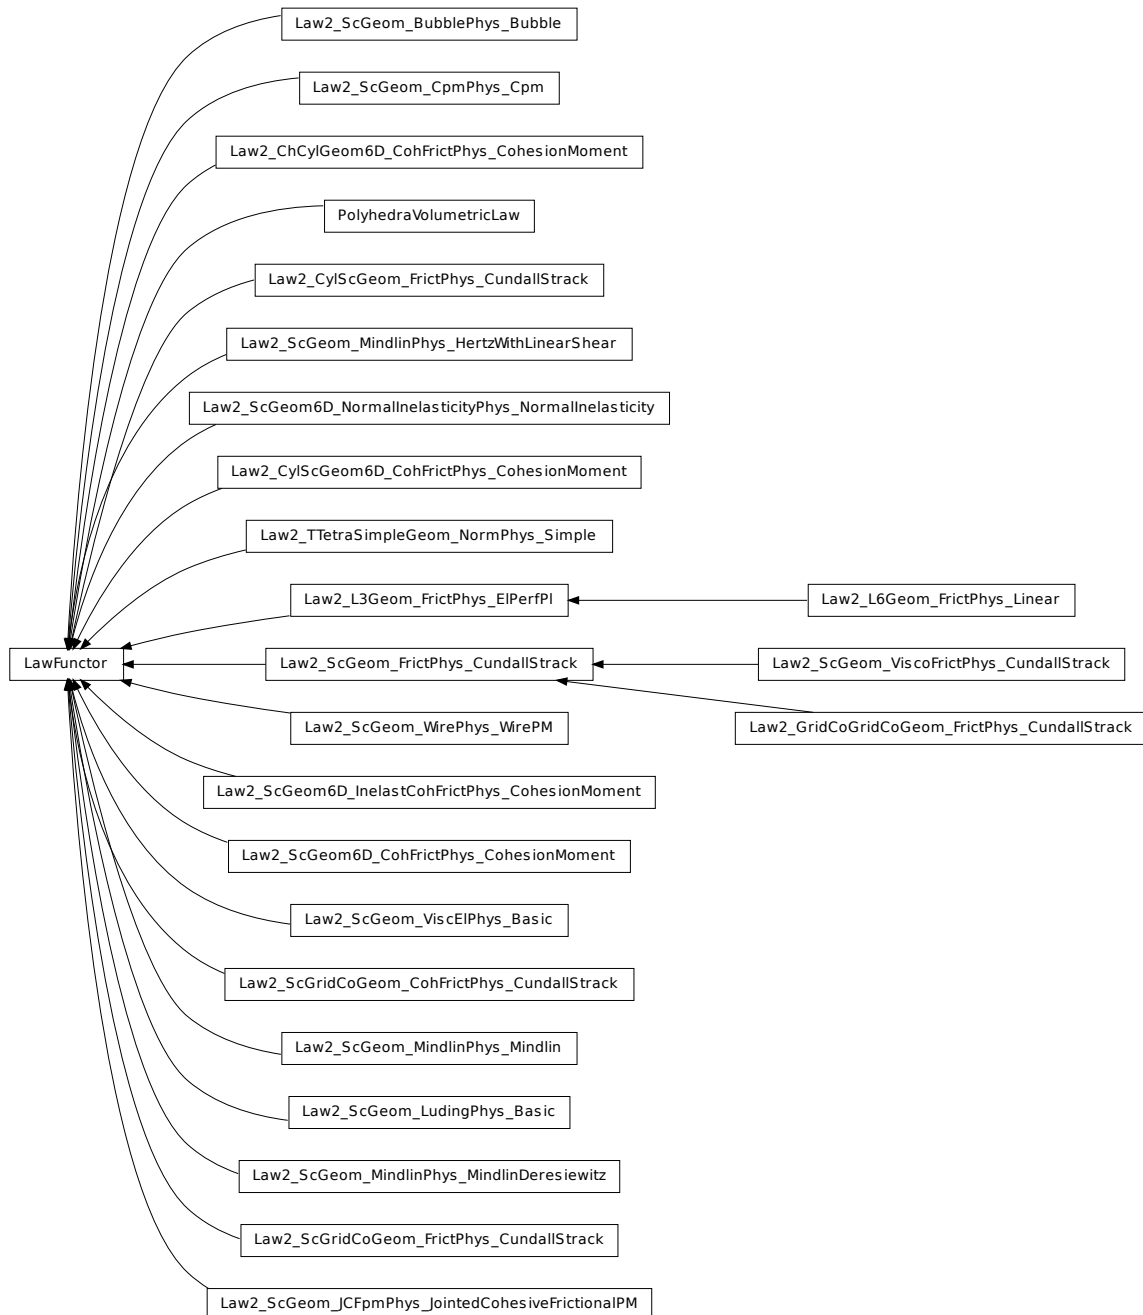 Law2_ScGeom_BubblePhys_Bubble
Law2_ScGeom_CpmPhys_Cpm
Law2_ChCylGeom6D_CohFrictPhys_CohesionMoment
PolyhedraVolumetricLaw
Law2_CylScGeom_FrictPhys_CundallStrack
Law2_ScGeom_MindlinPhys_HertzWithLinearShear
Law2_ScGeom6D_NormalInelasticityPhys_NormalInelasticity
Law2_CylScGeom6D_CohFrictPhys_CohesionMoment
Law2_TTetraSimpleGeom_NormPhys_Simple
Law2_L3Geom_FrictPhys_ElPerfPl
Law2_L6Geom_FrictPhys_Linear
LawFunctor
Law2_ScGeom_FrictPhys_CundallStrack
Law2_ScGeom_ViscoFrictPhys_CundallStrack
Law2_ScGeom_WirePhys_WirePM
Law2_GridCoGridCoGeom_FrictPhys_CundallStrack
Law2_ScGeom6D_InelastCohFrictPhys_CohesionMoment
Law2_ScGeom6D_CohFrictPhys_CohesionMoment
Law2_ScGeom_ViscElPhys_Basic
Law2_ScGridCoGeom_CohFrictPhys_CundallStrack
Law2_ScGeom_MindlinPhys_Mindlin
Law2_ScGeom_LudingPhys_Basic
Law2_ScGeom_MindlinPhys_MindlinDeresiewitz
Law2_ScGridCoGeom_FrictPhys_CundallStrack
Law2_ScGeom_JCFpmPhys_JointedCohesiveFrictionalPM